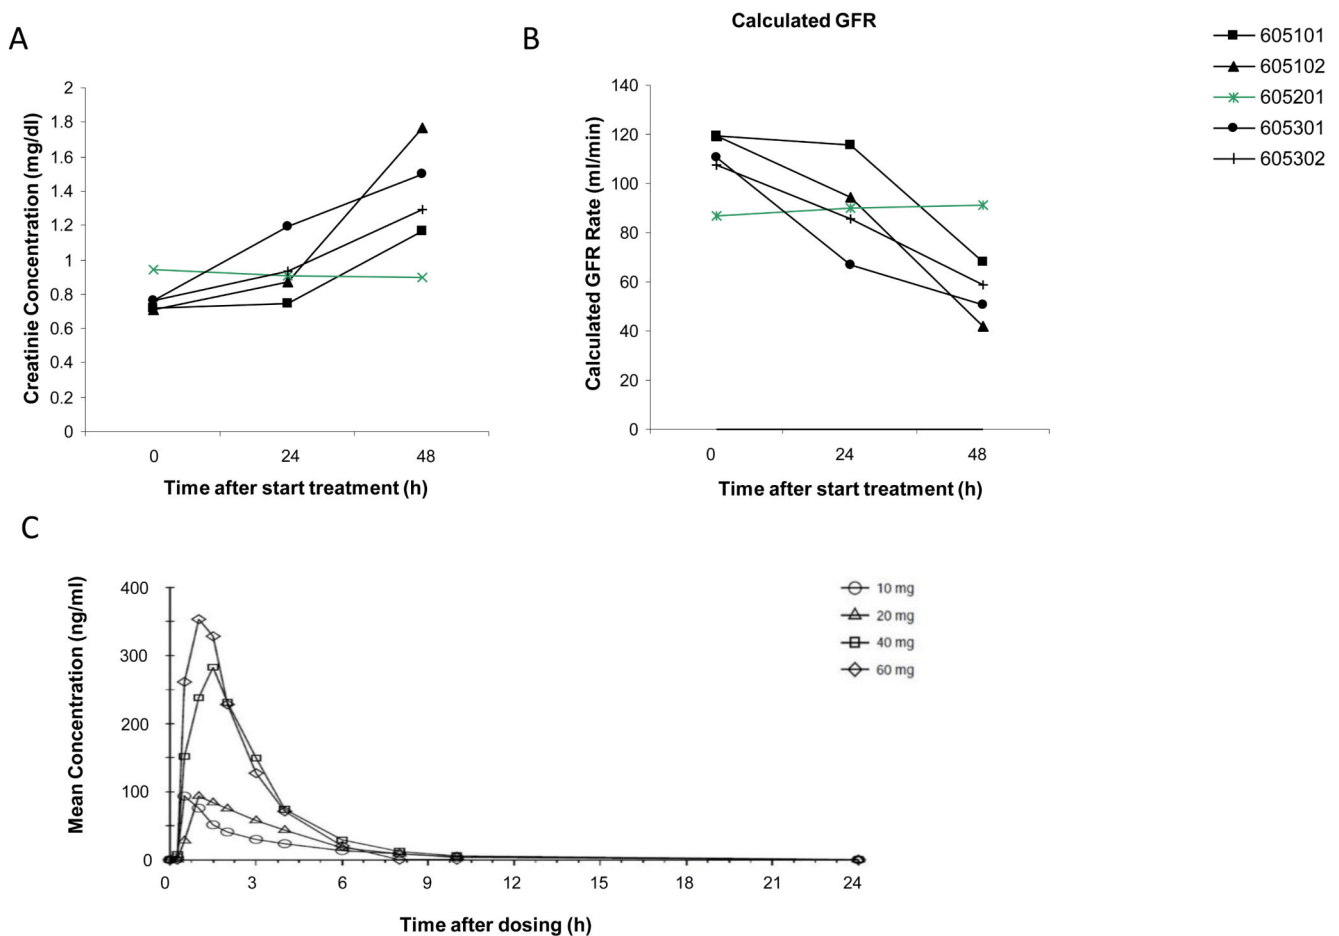 A
Creatinie Concentration (mg/dl)
2
1.8
1.6
1.4
1.2
1
0.8
0.6
0.4
0.2
0
0 24 48
Time after start treatment (h)
B
Calculated GFR
Calculated GFR Rate (ml/min)
140
120
100
80
60
40
20
0
0 24 48
Time after start treatment (h)
605101
605102
605201
605301
605302
C
Mean Concentration (ng/ml)
400
300
200
100
0
0 3 6 9 12 15 18 21 24
Time after dosing (h)
10 mg
20 mg
40 mg
60 mg